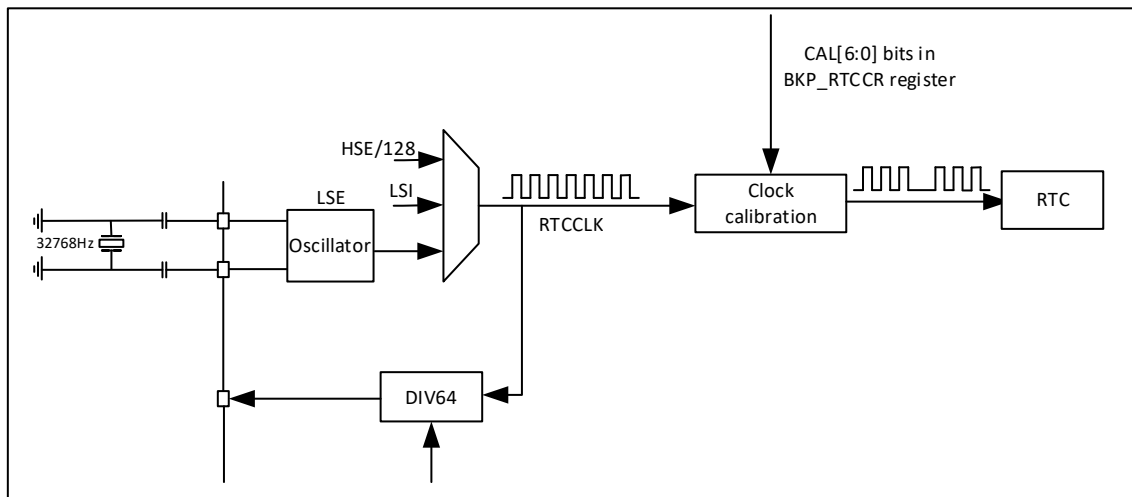 CAL[6:0] bits in
BKP_RTCCR register
HSE/128
LSI
LSE
Oscillator
32768Hz
RTCCLK
Clock
calibration
RTC
DIV64